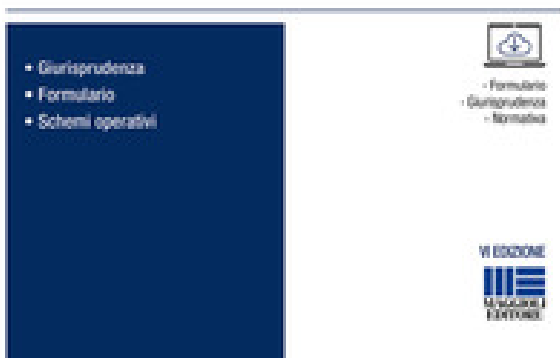 • Giurisprudenza
• Formulario
• Schemi operativi
- Formulario
- Giurisprudenza
- Normativa
VI EDIZIONE
MAGGIOLI
EDITORE